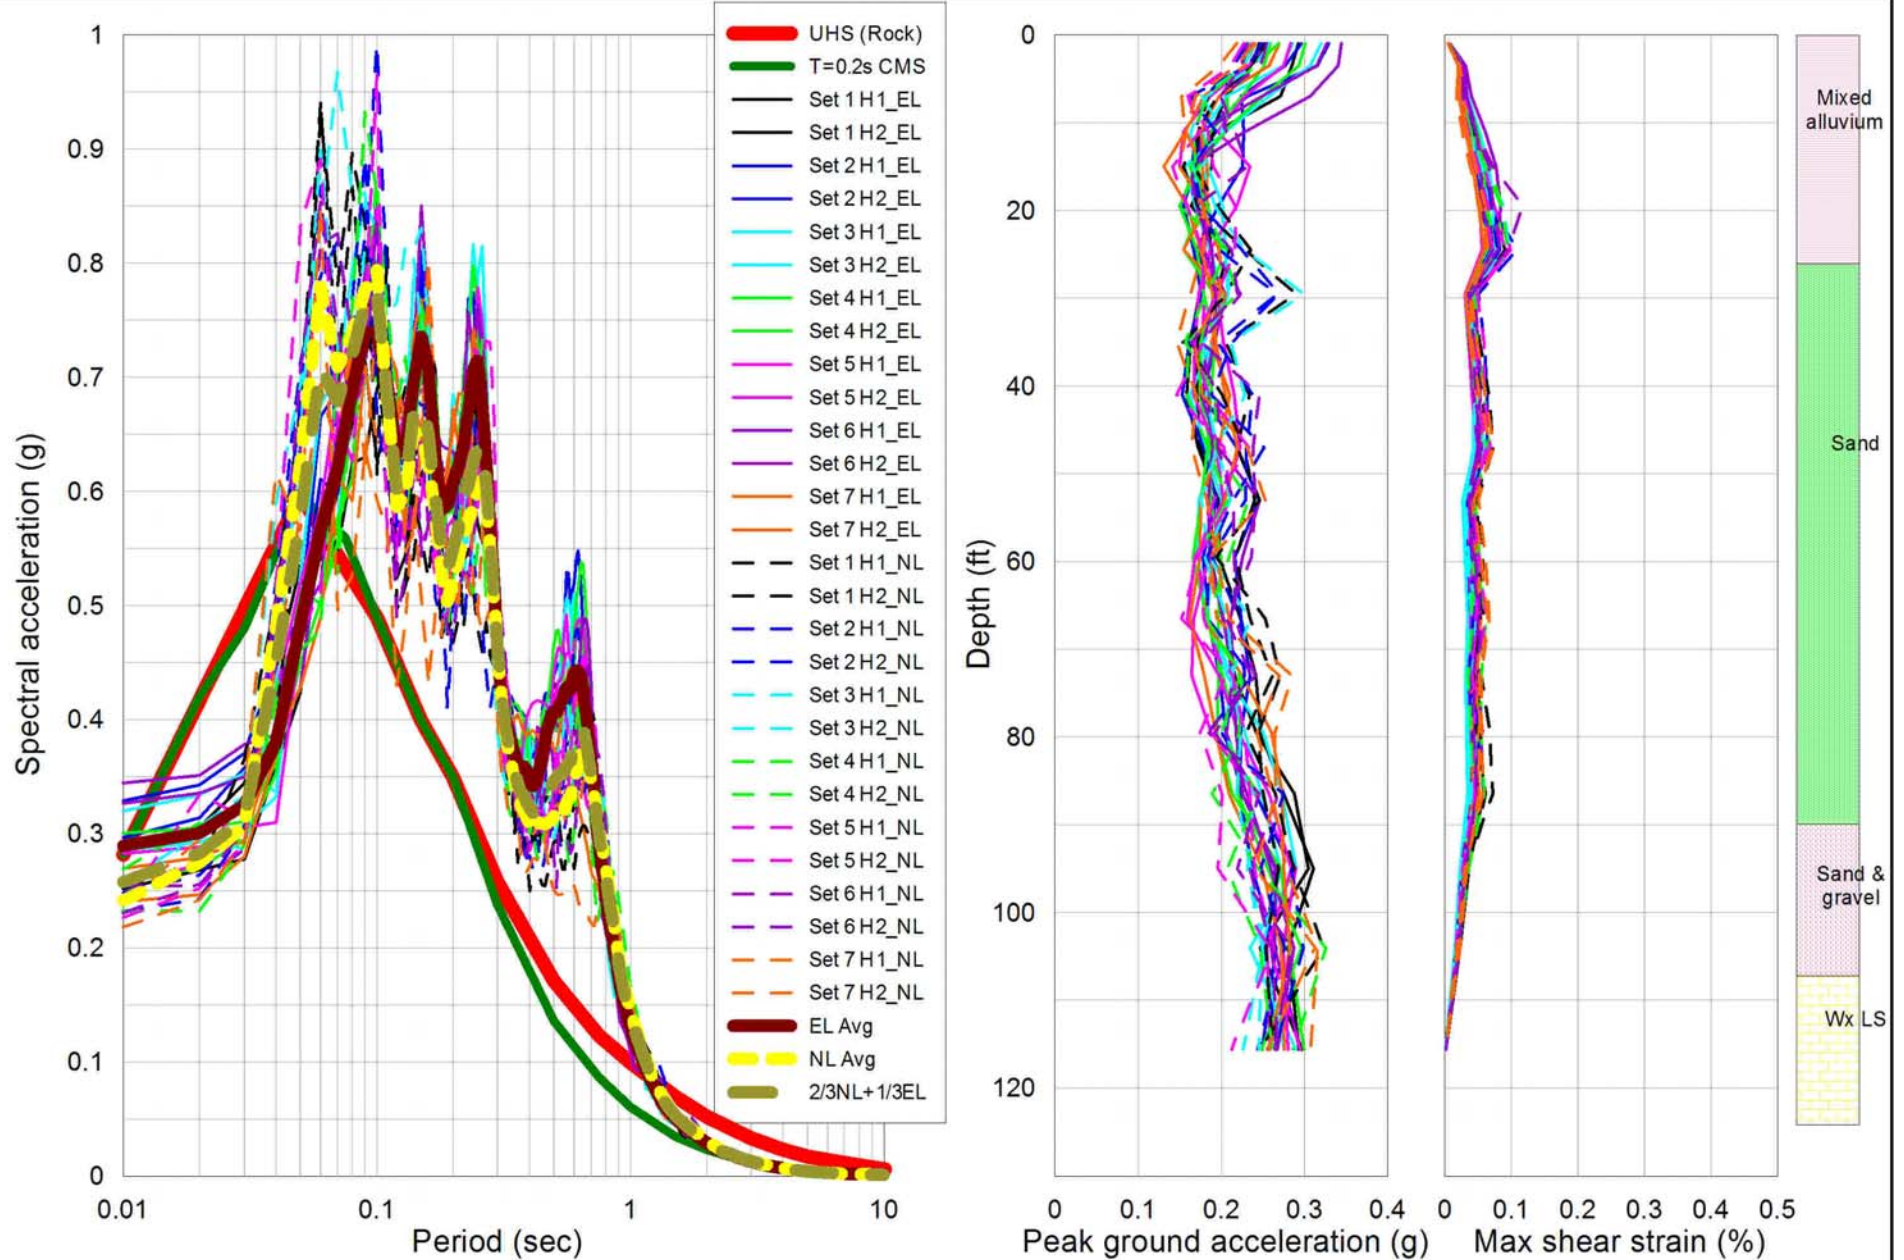 1
0.9
0.8
0.7
0.6
0.5
0.4
0.3
0.2
0.1
0
Spectral acceleration (g)
0.01
0.1
1
10
Period (sec)
UHS (Rock)
T=0.2s CMS
Set 1 H1_EL
Set 1 H2_EL
Set 2 H1_EL
Set 2 H2_EL
Set 3 H1_EL
Set 3 H2_EL
Set 4 H1_EL
Set 4 H2_EL
Set 5 H1_EL
Set 5 H2_EL
Set 6 H1_EL
Set 6 H2_EL
Set 7 H1_EL
Set 7 H2_EL
Set 1 H1_NL
Set 1 H2_NL
Set 2 H1_NL
Set 2 H2_NL
Set 3 H1_NL
Set 3 H2_NL
Set 4 H1_NL
Set 4 H2_NL
Set 5 H1_NL
Set 5 H2_NL
Set 6 H1_NL
Set 6 H2_NL
Set 7 H1_NL
Set 7 H2_NL
EL Avg
NL Avg
2/3NL+1/3EL
0
20
40
60
80
100
120
Depth (ft)
0
0.1
0.2
0.3
0.4
Peak ground acceleration (g)
0
0.1
0.2
0.3
0.4
0.5
Max shear strain (%)
Mixed
alluvium
Sand
Sand &
gravel
Wx LS